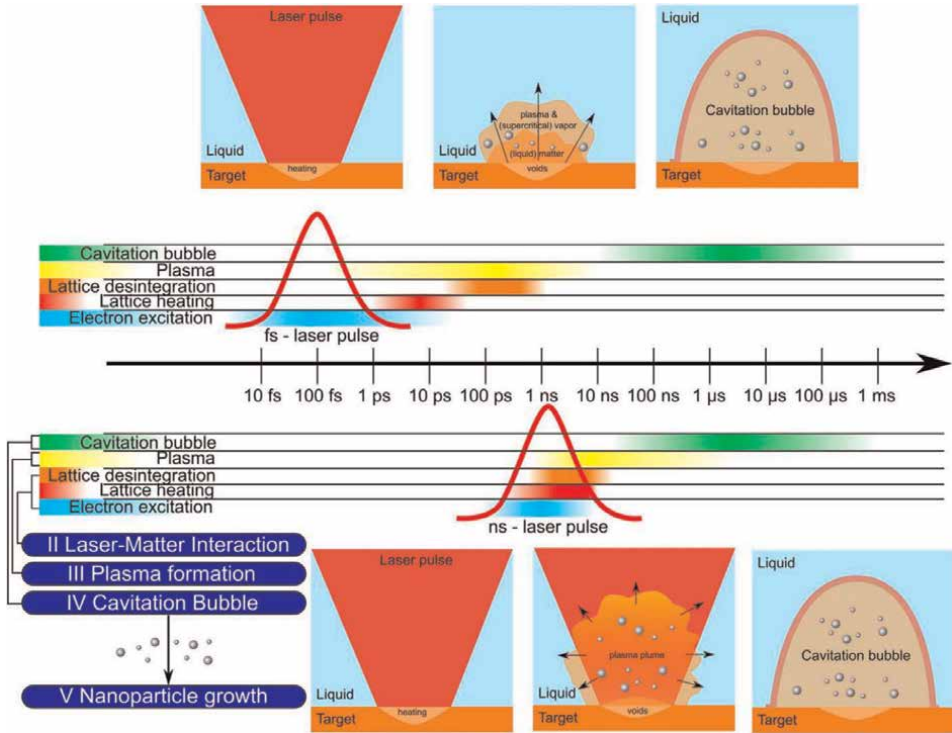 Laser pulse
Liquid
Target
heating
plasma &
(supercritical) vapor
Liquid
(liquid) matter
Target
voids
Liquid
Cavitation bubble
Target
Cavitation bubble
Plasma
Lattice desintegration
Lattice heating
Electron excitation
fs - laser pulse
10 fs 100 fs 1 ps 10 ps 100 ps 1 ns 10 ns 100 ns 1 µs 10 µs 100 µs 1 ms
Cavitation bubble
Plasma
Lattice desintegration
Lattice heating
Electron excitation
ns - laser pulse
II Laser-Matter Interaction
III Plasma formation
IV Cavitation Bubble
V Nanoparticle growth
Laser pulse
Liquid
Target
heating
plasma plume
Liquid
Target
voids
Liquid
Cavitation bubble
Target